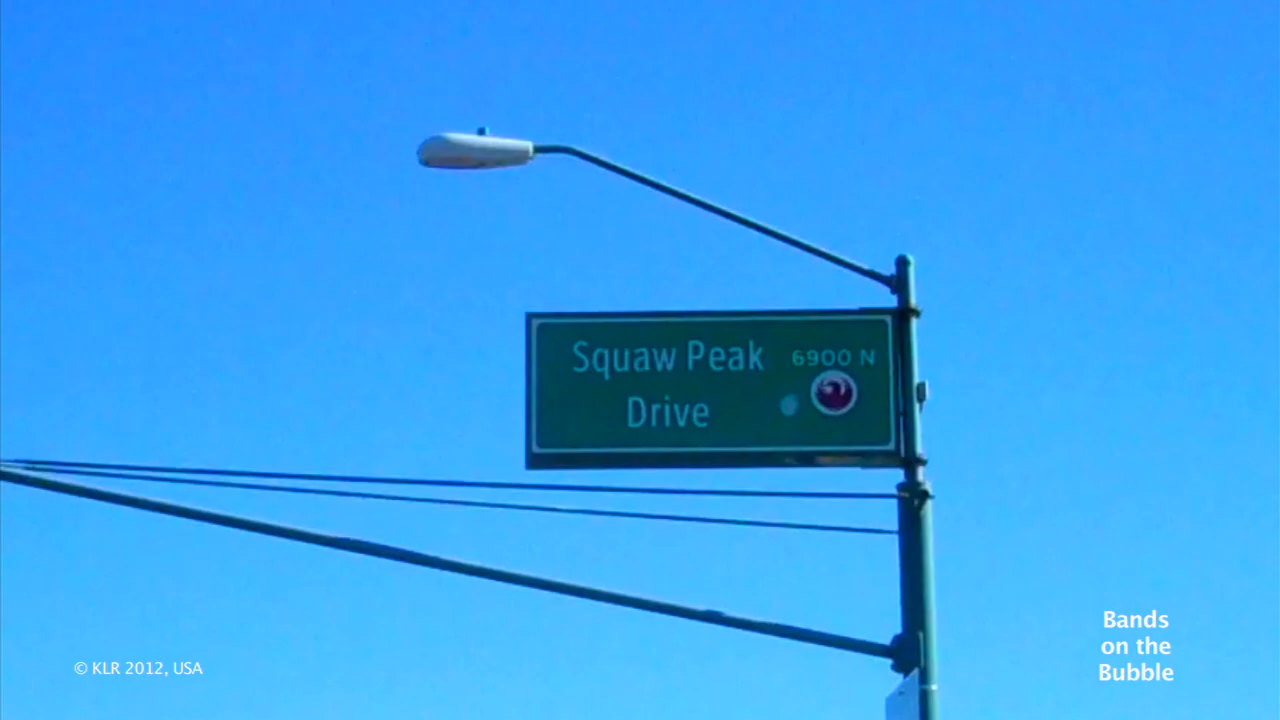 Squaw Peak 6900 N
Drive
Bands
on the
Bubble
© KLR 2012, USA